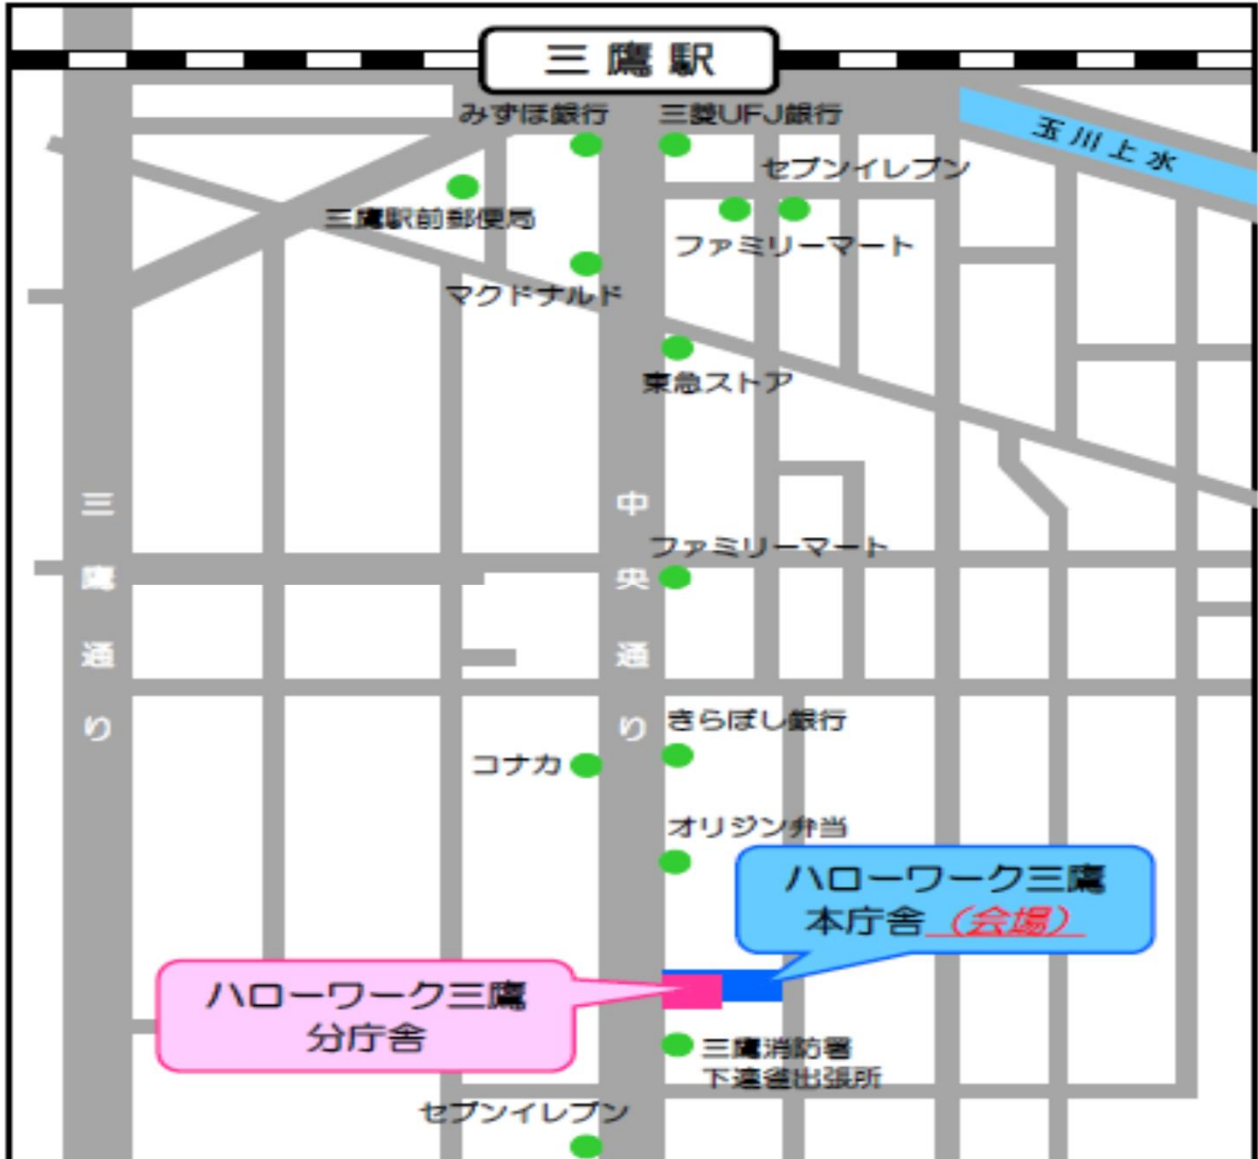 三鷹駅
みずほ銀行
三菱UFJ銀行
玉川上水
セブンイレブン
三鷹駅前郵便局
ファミリーマート
マクドナルド
東急ストア
三鷹通り
中央通り
ファミリーマート
きらぼし銀行
コナカ
オリジン弁当
ハローワーク三鷹
本庁舎（会場）
ハローワーク三鷹
分庁舎
三鷹消防署
下連雀出張所
セブンイレブン